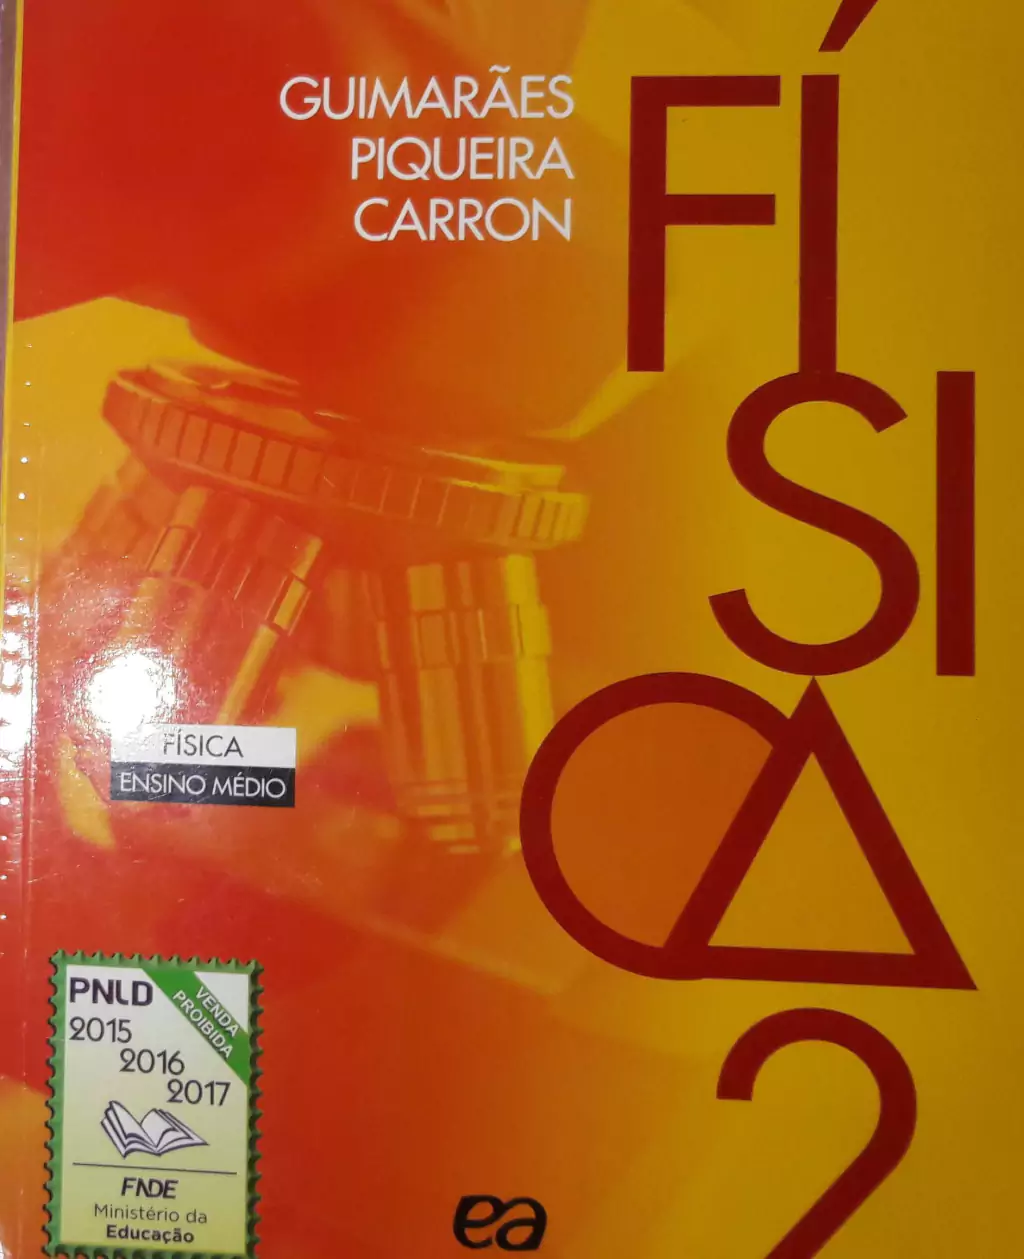 GUIMARÃES
PIQUEIRA
CARRON
FÍ
SI
CA
2
FÍSICA
ENSINO MÉDIO
PNLD
2015
2016
2017
VENDA
PROIBIDA
FNDE
Ministério da
Educação
ea